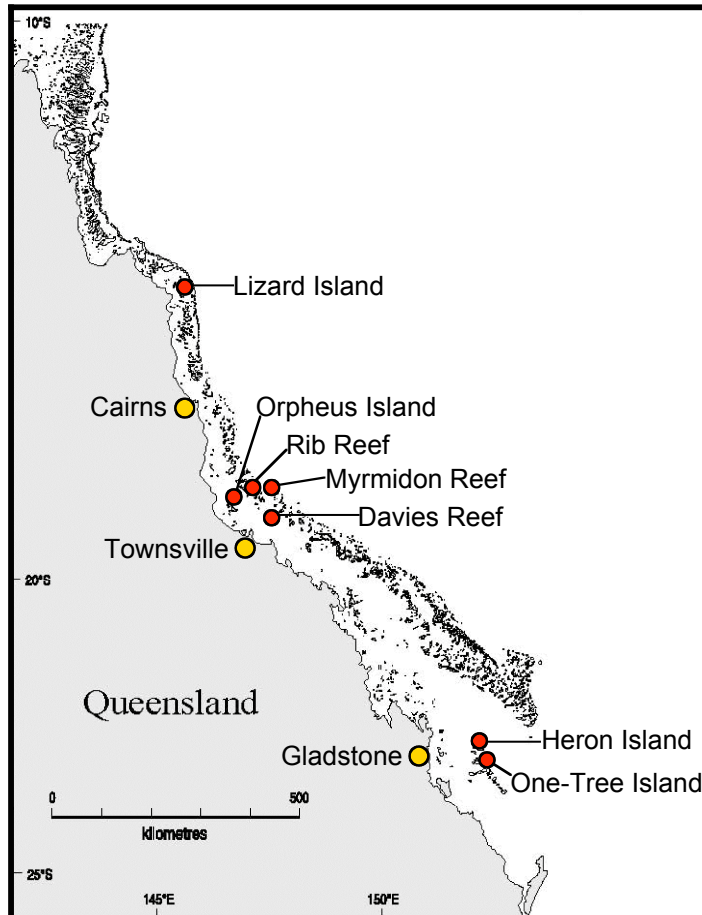 10°S
Lizard Island
Cairns
Orpheus Island
Rib Reef
Myrmidon Reef
Davies Reef
Townsville
20°S
Queensland
Heron Island
Gladstone
One-Tree Island
0 500
kilometres
25°S
145°E 150°E